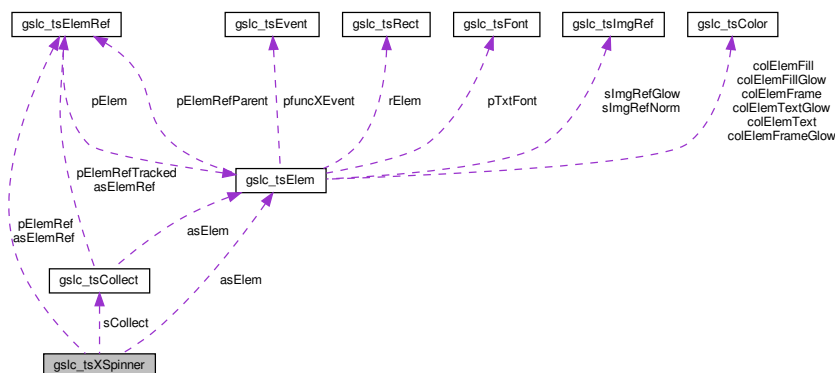 gslc_tsElemRef
gslc_tsEvent
gslc_tsRect
gslc_tsFont
gslc_tsImgRef
gslc_tsColor
pElem
pElemRefParent
pfuncXEvent
rElem
pTxtFont
sImgRefGlow
sImgRefNorm
colElemFill
colElemFillGlow
colElemFrame
colElemTextGlow
colElemText
colElemFrameGlow
pElemRefTracked
asElemRef
gslc_tsElem
pElemRef
asElemRef
asElem
gslc_tsCollect
asElem
sCollect
gslc_tsXSpinner